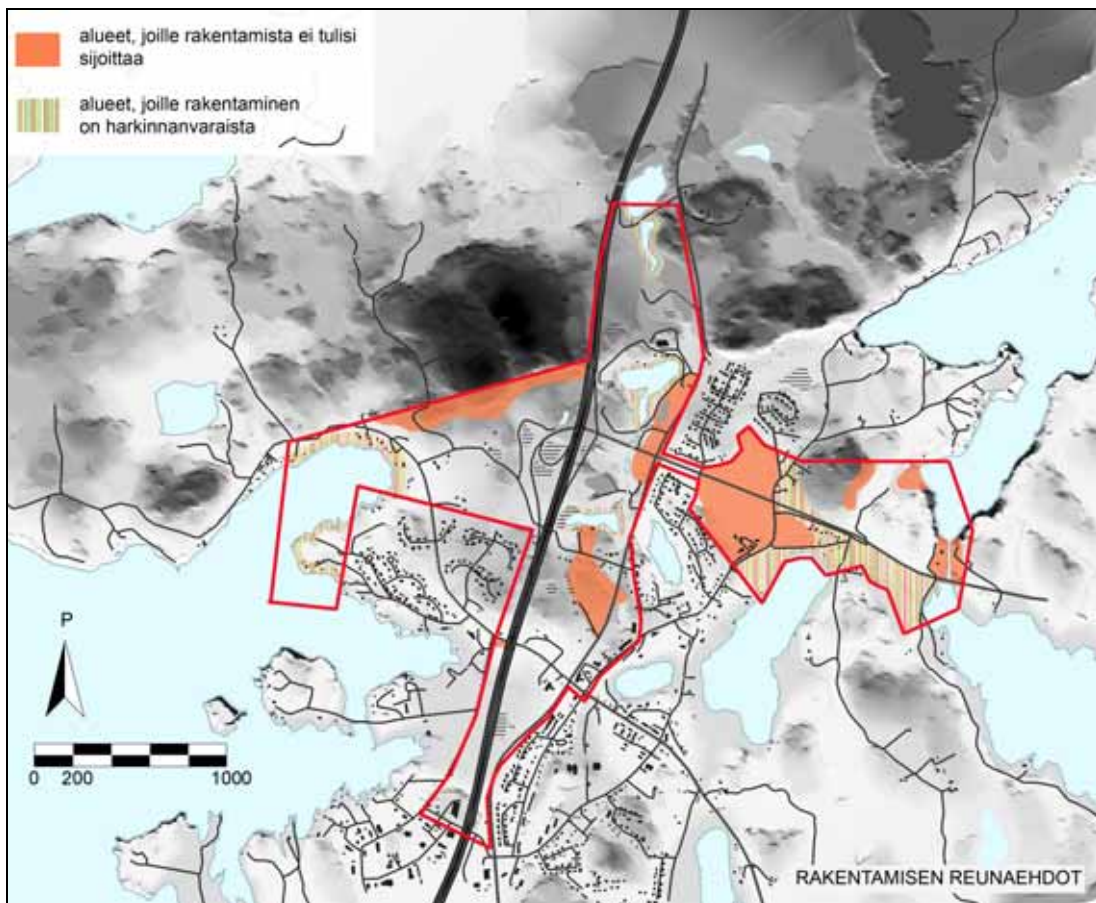 alueet, joille rakentamista ei tulisi
sijoittaa
alueet, joille rakentaminen
on harkinnanvaraista
P
0 200 1000
RAKENTAMISEN REUNAEHDOT